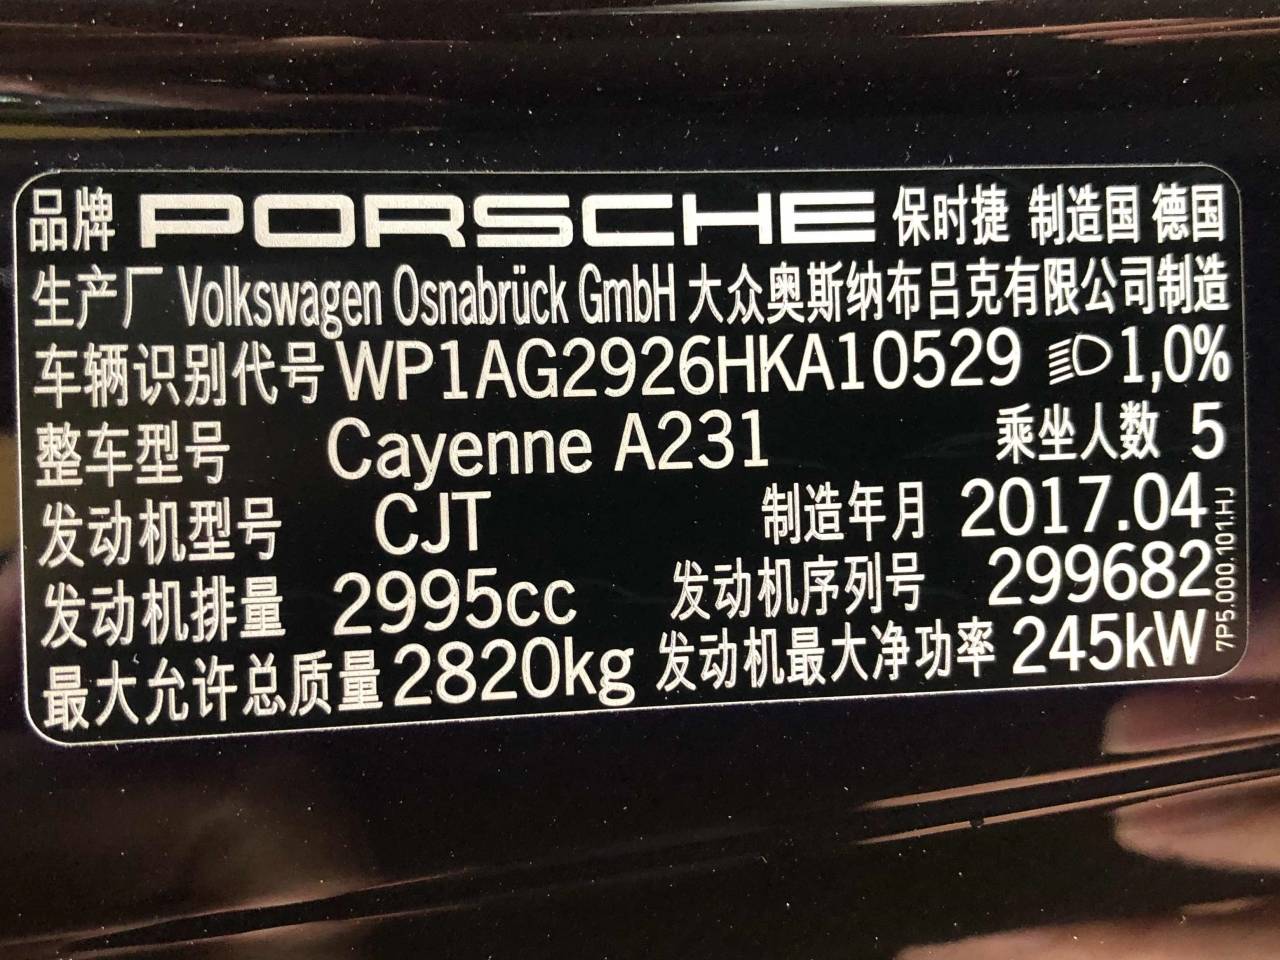 品牌 PORSCHE 保时捷 制造国 德国
生产厂 Volkswagen Osnabrück GmbH 大众奥斯纳布吕克有限公司制造
车辆识别代号 WP1AG2926HKA10529 1,0%
整车型号 Cayenne A231 乘坐人数 5
发动机型号 CJT 制造年月 2017.04
发动机排量 2995cc 发动机序列号 299682
最大允许总质量 2820kg 发动机最大净功率 245kW
7P5.000.101.HJ